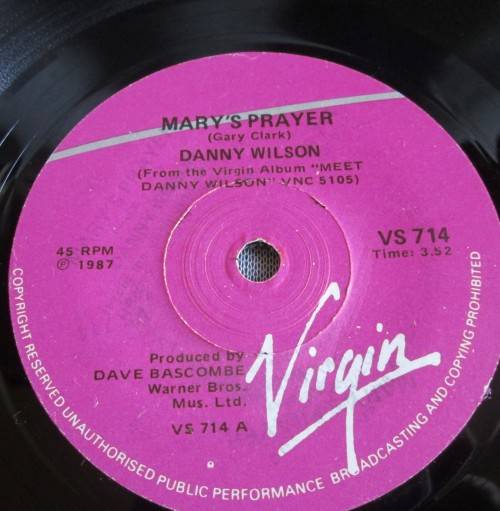 MARY'S PRAYER
(Gary Clark)
DANNY WILSON
(From the Virgin Album "MEET
DANNY WILSON" VNC 5105)
45 RPM
℗ 1987
VS 714
Time: 3.52
Produced by
DAVE BASCOMBE
Warner Bros.
Mus. Ltd.
VS 714 A
Virgin
COPYRIGHT RESERVED UNAUTHORISED PUBLIC PERFORMANCE BROADCASTING AND COPYING PROHIBITED